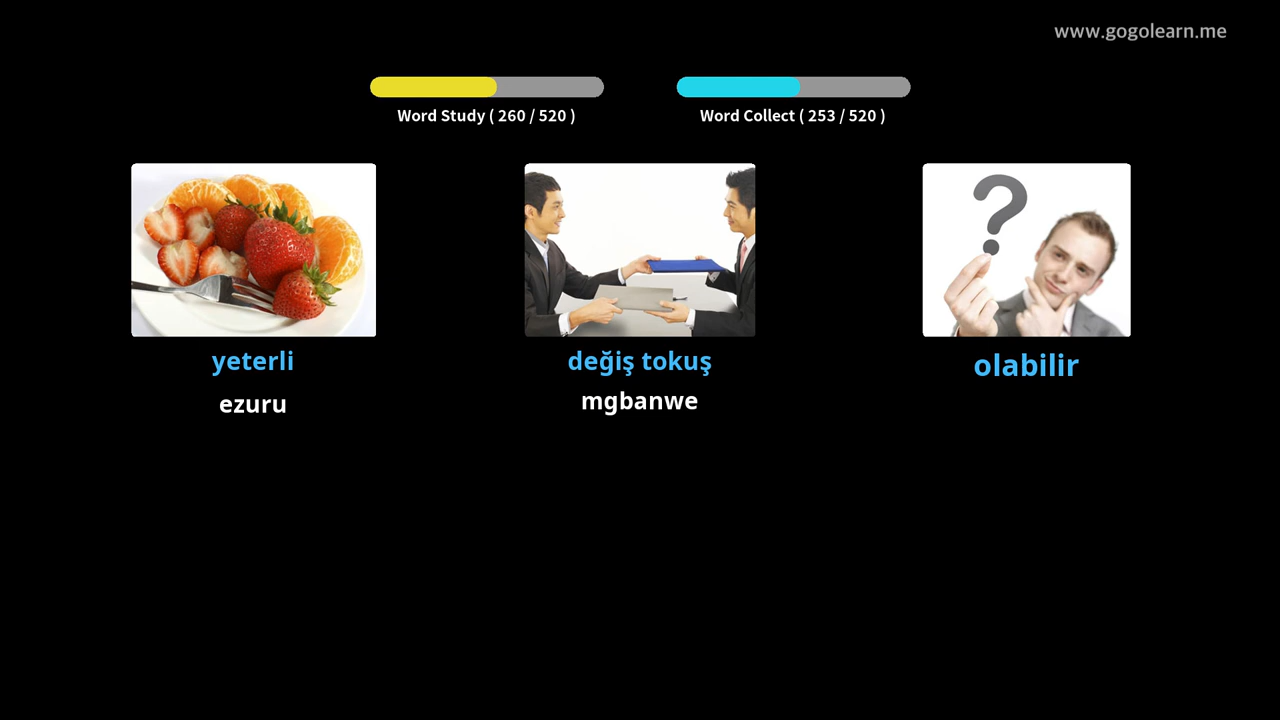 www.gogolearn.me
Word Study ( 260 / 520 )
Word Collect ( 253 / 520 )
yeterli
değiş tokuş
olabilir
ezuru
mgbanwe